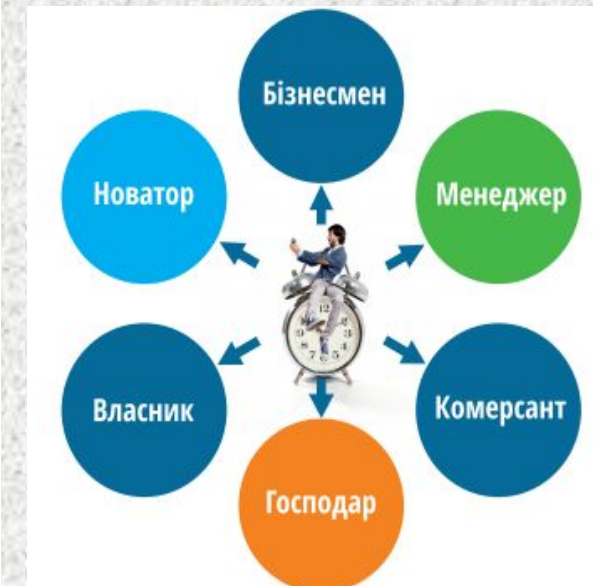 Бізнесмен
Новатор
Менеджер
Власник
Комерсант
Господар